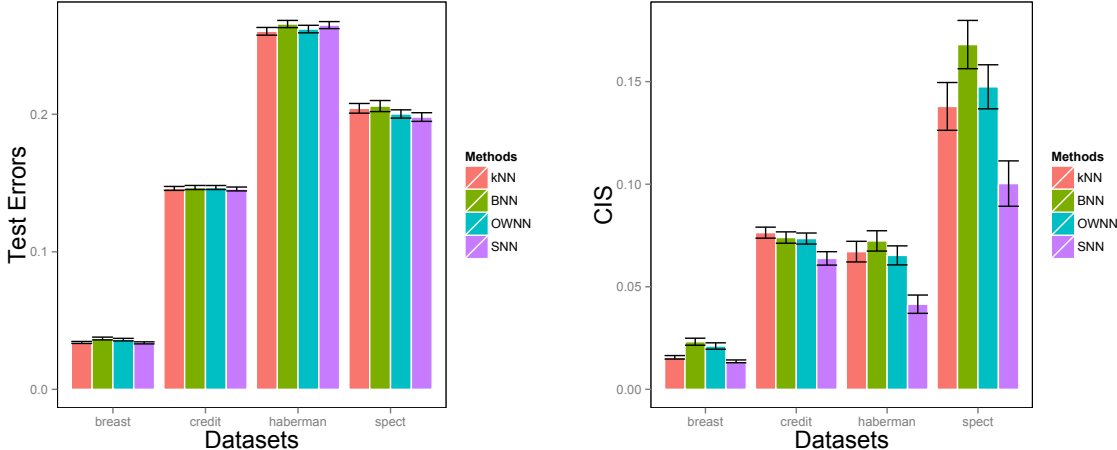 Test Errors
0.2
0.1
0.0
breast credit haberman spect
Datasets
Methods
kNN
BNN
OWNN
SNN
CIS
0.15
0.10
0.05
0.00
breast credit haberman spect
Datasets
Methods
kNN
BNN
OWNN
SNN